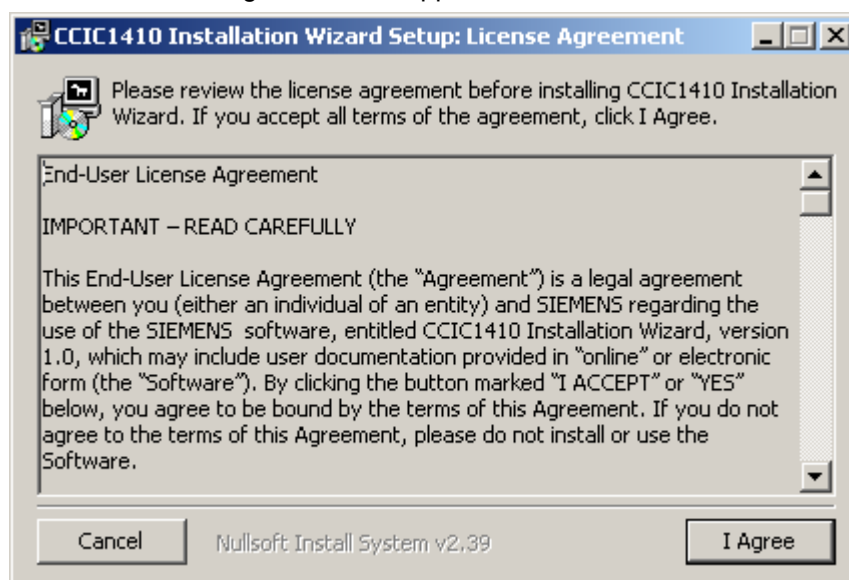 CCIC1410 Installation Wizard Setup: License Agreement
Please review the license agreement before installing CCIC1410 Installation
Wizard. If you accept all terms of the agreement, click I Agree.
End-User License Agreement
IMPORTANT – READ CAREFULLY
This End-User License Agreement (the “Agreement”) is a legal agreement
between you (either an individual of an entity) and SIEMENS regarding the
use of the SIEMENS  software, entitled CCIC1410 Installation Wizard, version
1.0, which may include user documentation provided in “online” or electronic
form (the “Software”). By clicking the button marked “I ACCEPT” or “YES”
below, you agree to be bound by the terms of this Agreement. If you do not
agree to the terms of this Agreement, please do not install or use the
Software.
Cancel
Nullsoft Install System v2.39
I Agree